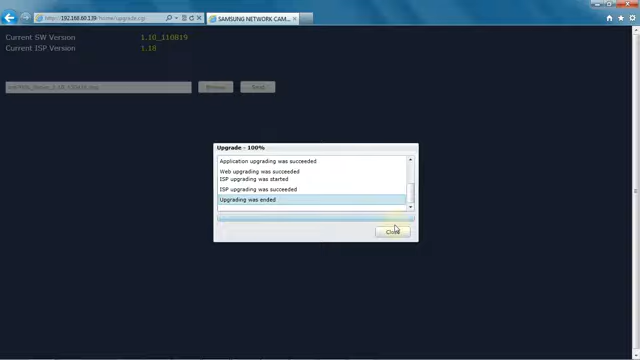 http://192.168.80.139/home/upgrade.cgi
SAMSUNG NETWORK CAM...
Current SW Version 1.10_110819
Current ISP Version 1.18
Upgrade - 100%
Application upgrading was succeeded
Web upgrading was succeeded
ISP upgrading was started
ISP upgrading was succeeded
Upgrading was ended
Close